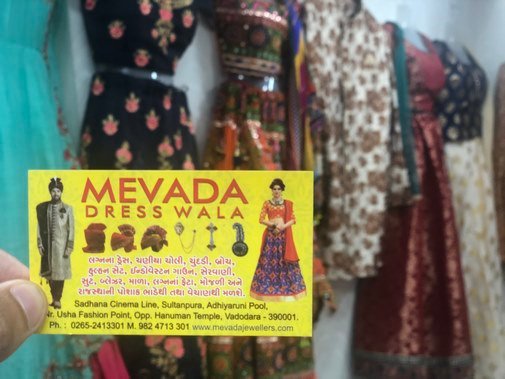 MEVADA
DRESS WALA
લગ્નના ડ્રેસ, ચણીયા ચોલી, ચુંદડી, બ્રોચ,
ફુલ્હન સેટ, ઈન્ડોવેસ્ટન ગાઉન, સેરવાણી,
સુટ, બ્લેઝર, માળા, લગ્નનાં ફેંટા, મોજળી અને
રાજસ્થાની પોશાક ભાડેથી તથા વેચાણથી મળશે.
Sadhana Cinema Line, Sultanpura, Adhiyaruni Pool,
Nr. Usha Fashion Point, Opp. Hanuman Temple, Vadodara - 390001.
Ph. : 0265-2413301 M. 982 4713 301 www.mevadajewellers.com